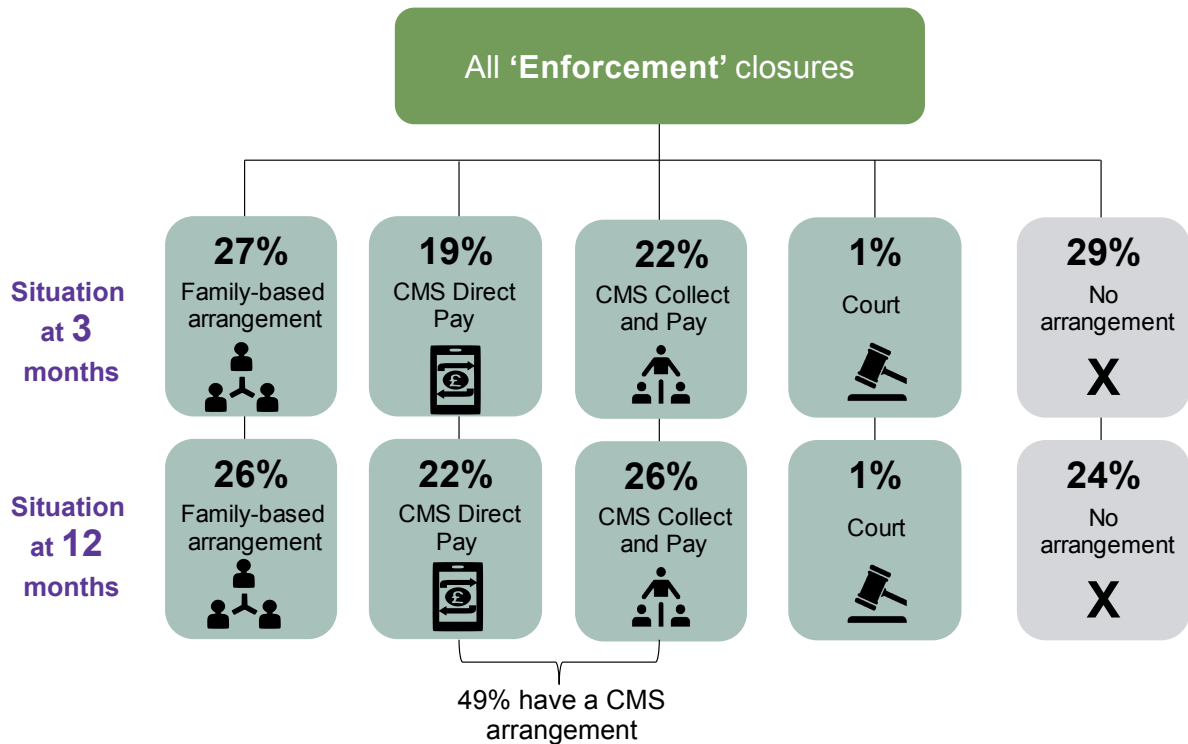 All ‘Enforcement’ closures
Situation
at 3
months
27%
Family-based
arrangement
19%
CMS Direct
Pay
£
22%
CMS Collect
and Pay
1%
Court
29%
No
arrangement
X
Situation
at 12
months
26%
Family-based
arrangement
22%
CMS Direct
Pay
£
26%
CMS Collect
and Pay
1%
Court
24%
No
arrangement
X
49% have a CMS
arrangement